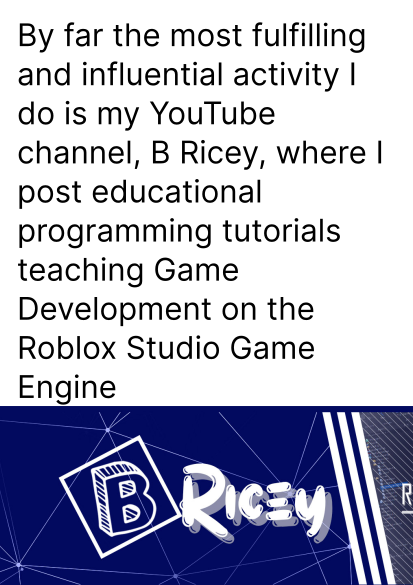 By far the most fulfilling
and influential activity I
do is my YouTube
channel, B Ricey, where I
post educational
programming tutorials
teaching Game
Development on the
Roblox Studio Game
Engine
B RICEY
R